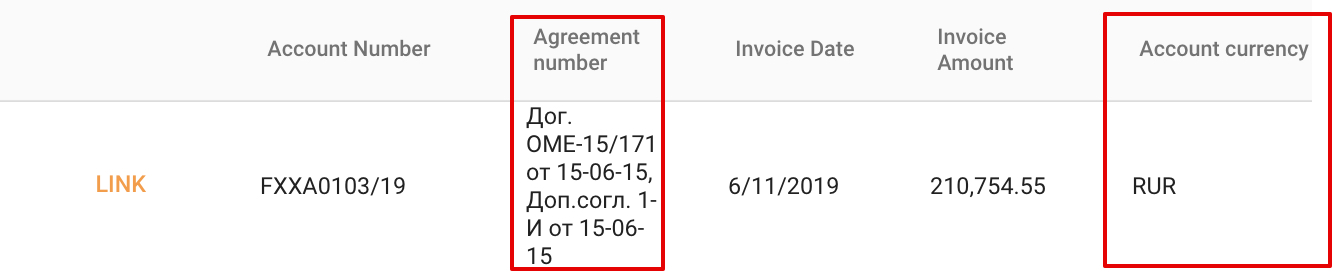 Account Number
Agreement
number
Invoice Date
Invoice
Amount
Account currency
LINK
FXXA0103/19
Дог.
ОМЕ-15/171
от 15-06-15,
Доп.согл. 1-
И от 15-06-
15
6/11/2019
210,754.55
RUR